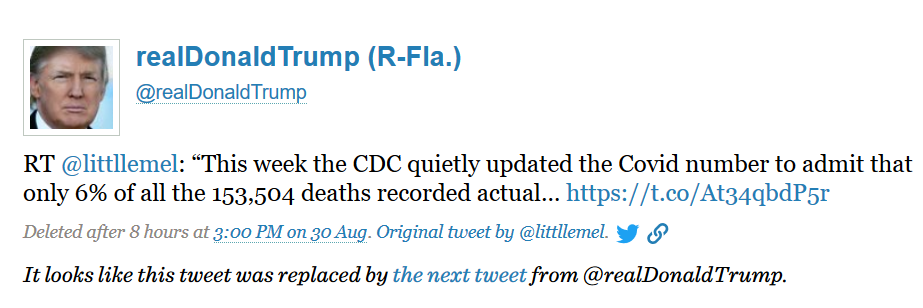 realDonaldTrump (R-Fla.)
@realDonaldTrump
RT @littllemel: “This week the CDC quietly updated the Covid number to admit that
only 6% of all the 153,504 deaths recorded actual... https://t.co/At34qbdP5r
Deleted after 8 hours at 3:00 PM on 30 Aug. Original tweet by @littllemel.
It looks like this tweet was replaced by the next tweet from @realDonaldTrump.